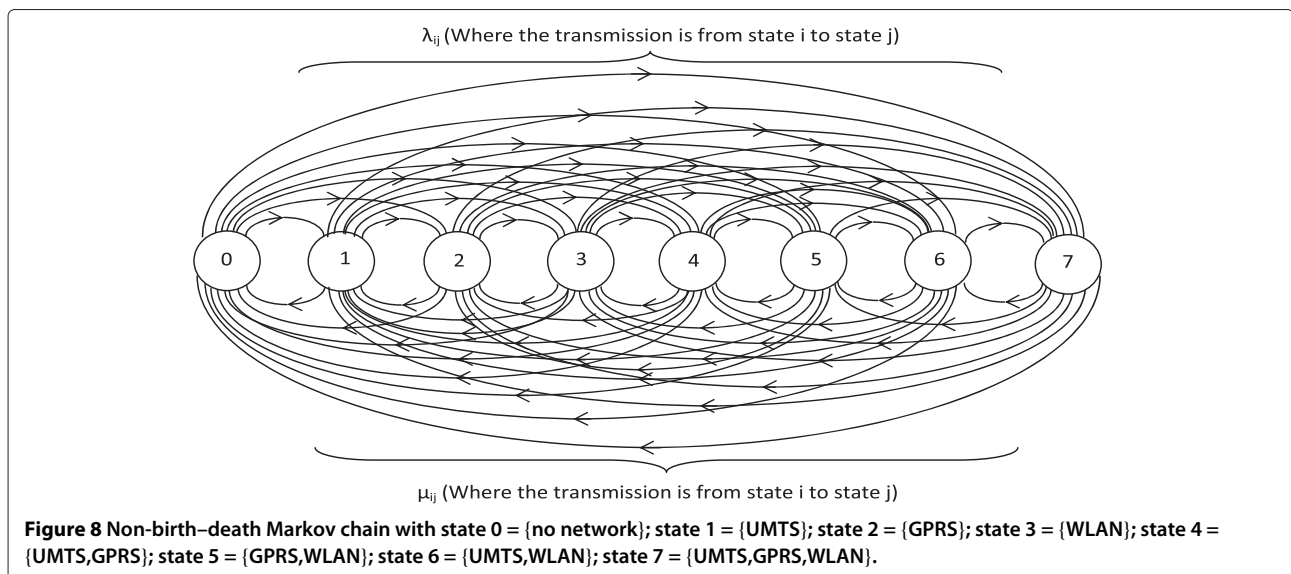 λij (Where the transmission is from state i to state j)
0 1 2 3 4 5 6 7
μij (Where the transmission is from state i to state j)
Figure 8 Non-birth–death Markov chain with state 0 = {no network}; state 1 = {UMTS}; state 2 = {GPRS}; state 3 = {WLAN}; state 4 =
{UMTS,GPRS}; state 5 = {GPRS,WLAN}; state 6 = {UMTS,WLAN}; state 7 = {UMTS,GPRS,WLAN}.